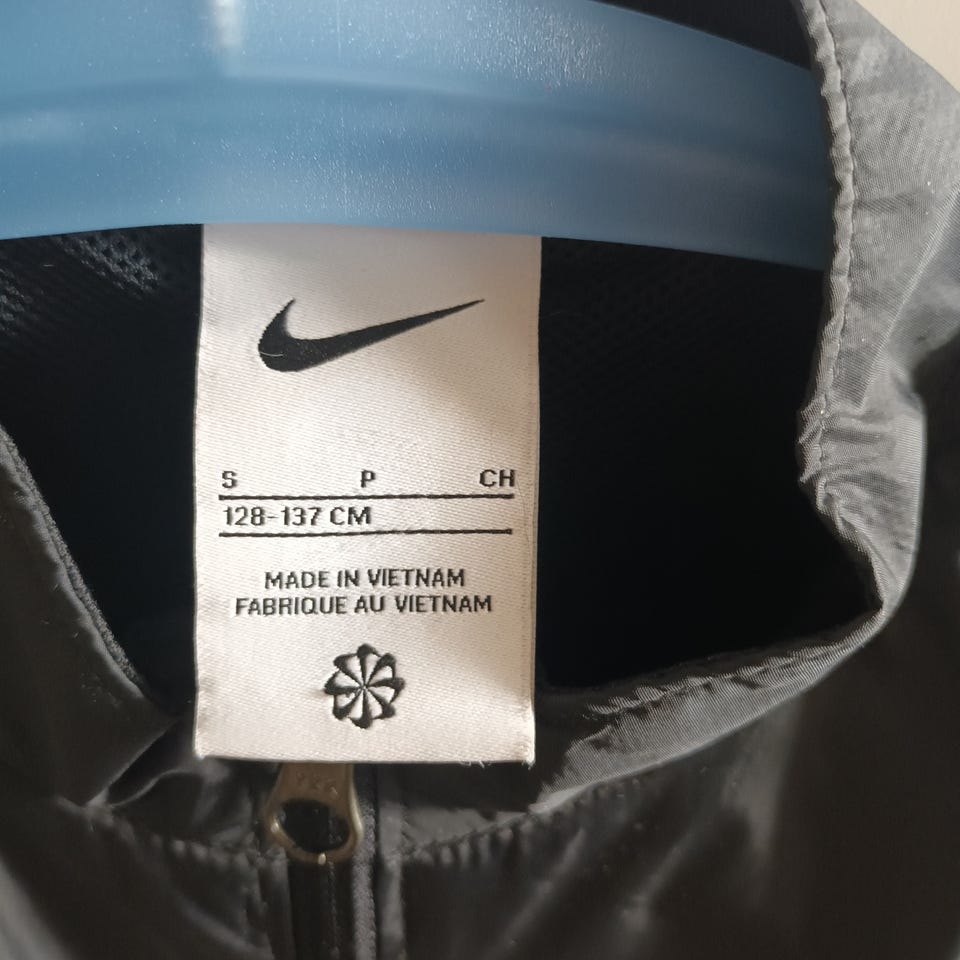 S P CH
128-137 CM
MADE IN VIETNAM
FABRIQUE AU VIETNAM